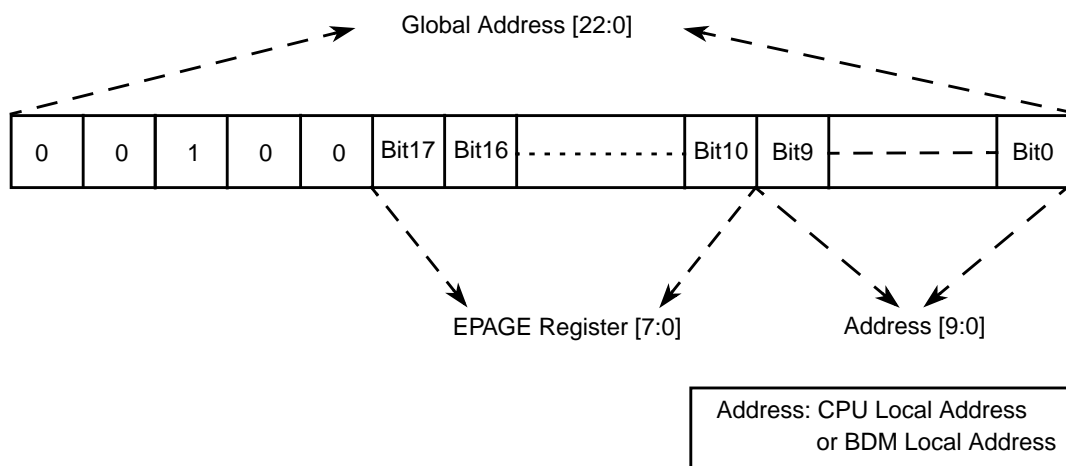 Global Address [22:0]
0 0 1 0 0 Bit17 Bit16 Bit10 Bit9 Bit0
EPAGE Register [7:0] Address [9:0]
Address: CPU Local Address
or BDM Local Address